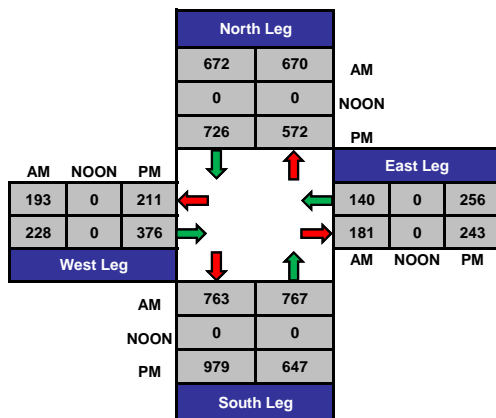 North Leg
672 670 AM
0 0 NOON
726 572 PM
AM NOON PM East Leg
193 0 211 140 0 256
228 0 376 181 0 243
West Leg AM NOON PM
AM 763 767
NOON 0 0
PM 979 647
South Leg